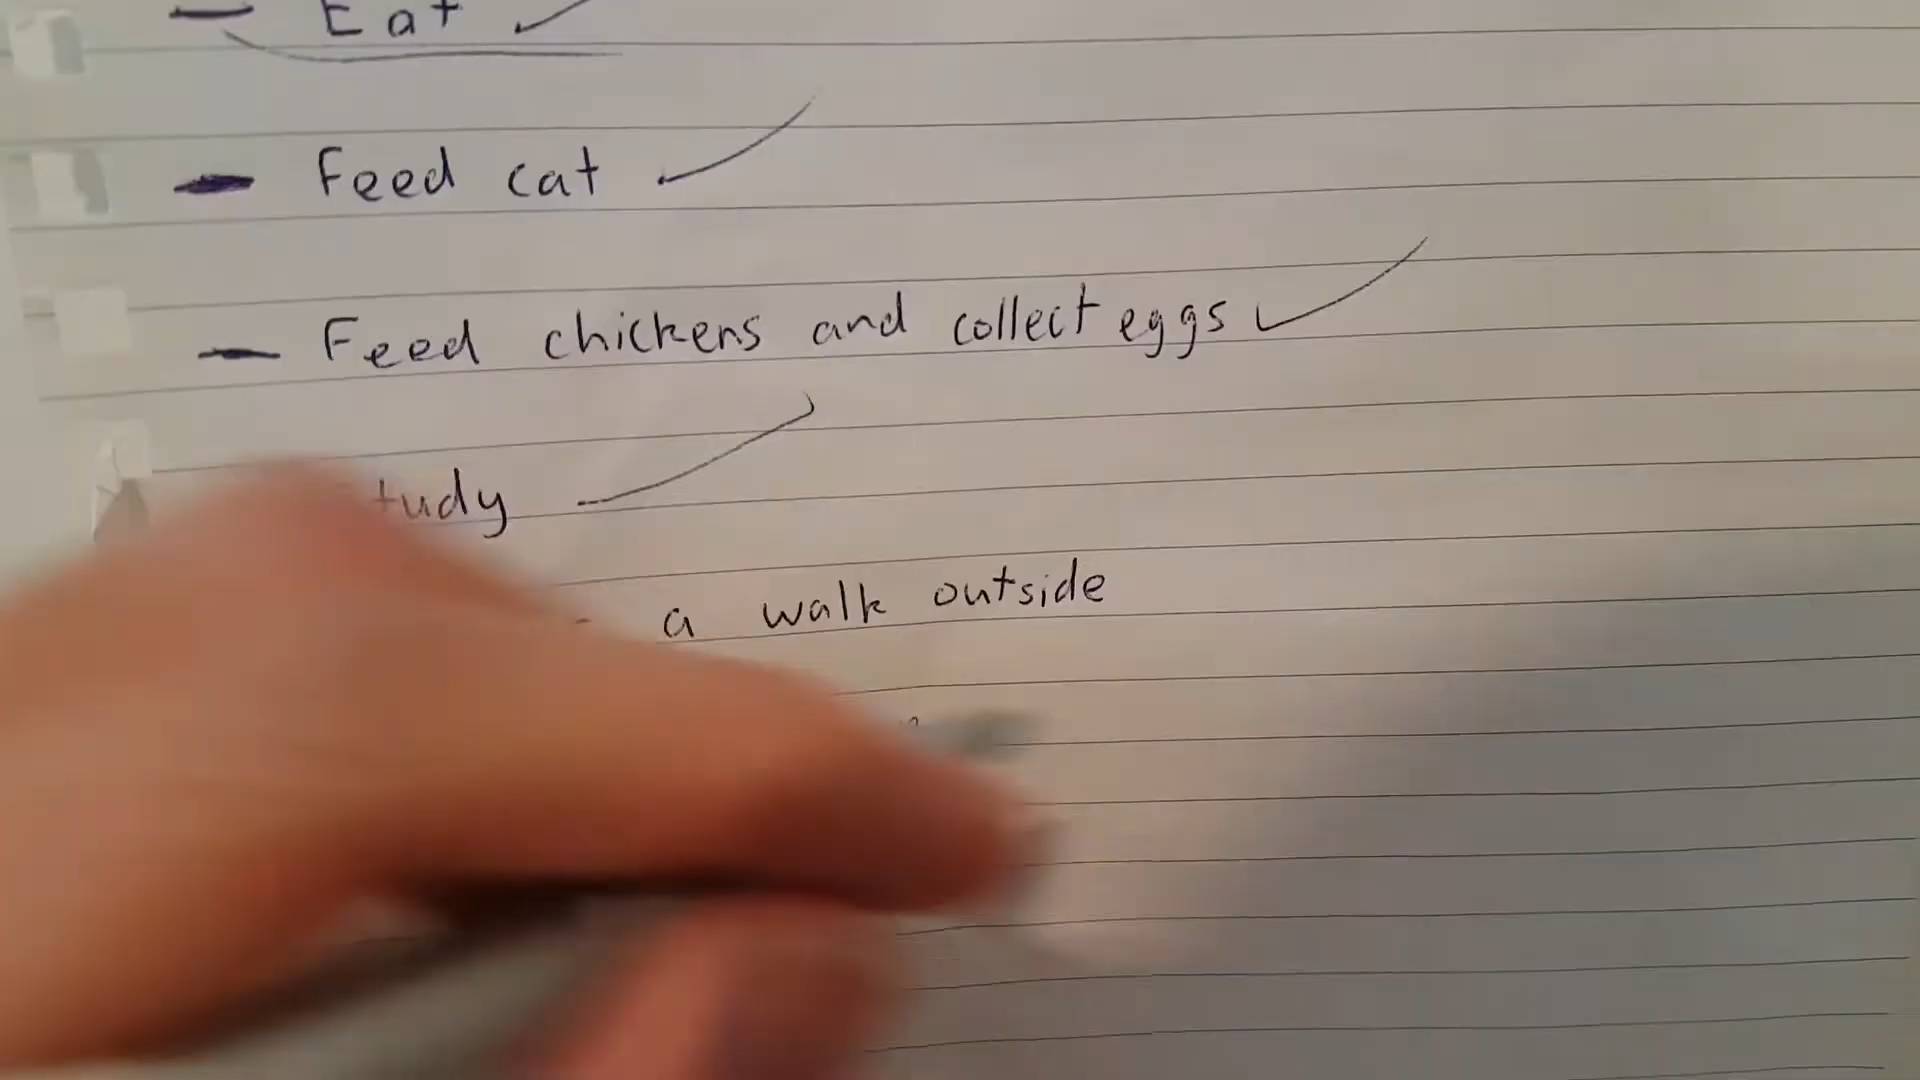 - Eat ✓
- Feed cat ✓
- Feed chickens and collect eggs ✓
tudy ✓
a walk outside